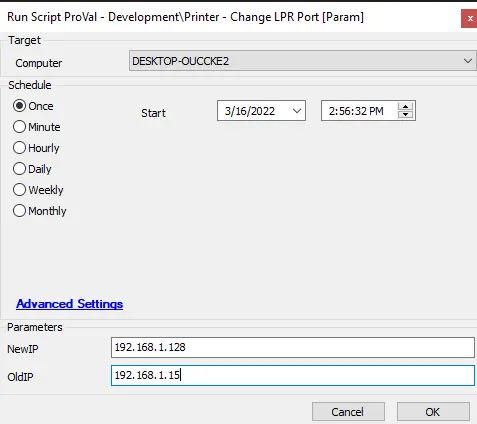 Run Script ProVal - Development\Printer - Change LPR Port [Param]
Target
Computer
DESKTOP-OUCCKE2
Schedule
Once
Start
3/16/2022
2:56:32 PM
Minute
Hourly
Daily
Weekly
Monthly
Advanced Settings
Parameters
NewIP
192.168.1.128
OldIP
192.168.1.15
Cancel
OK